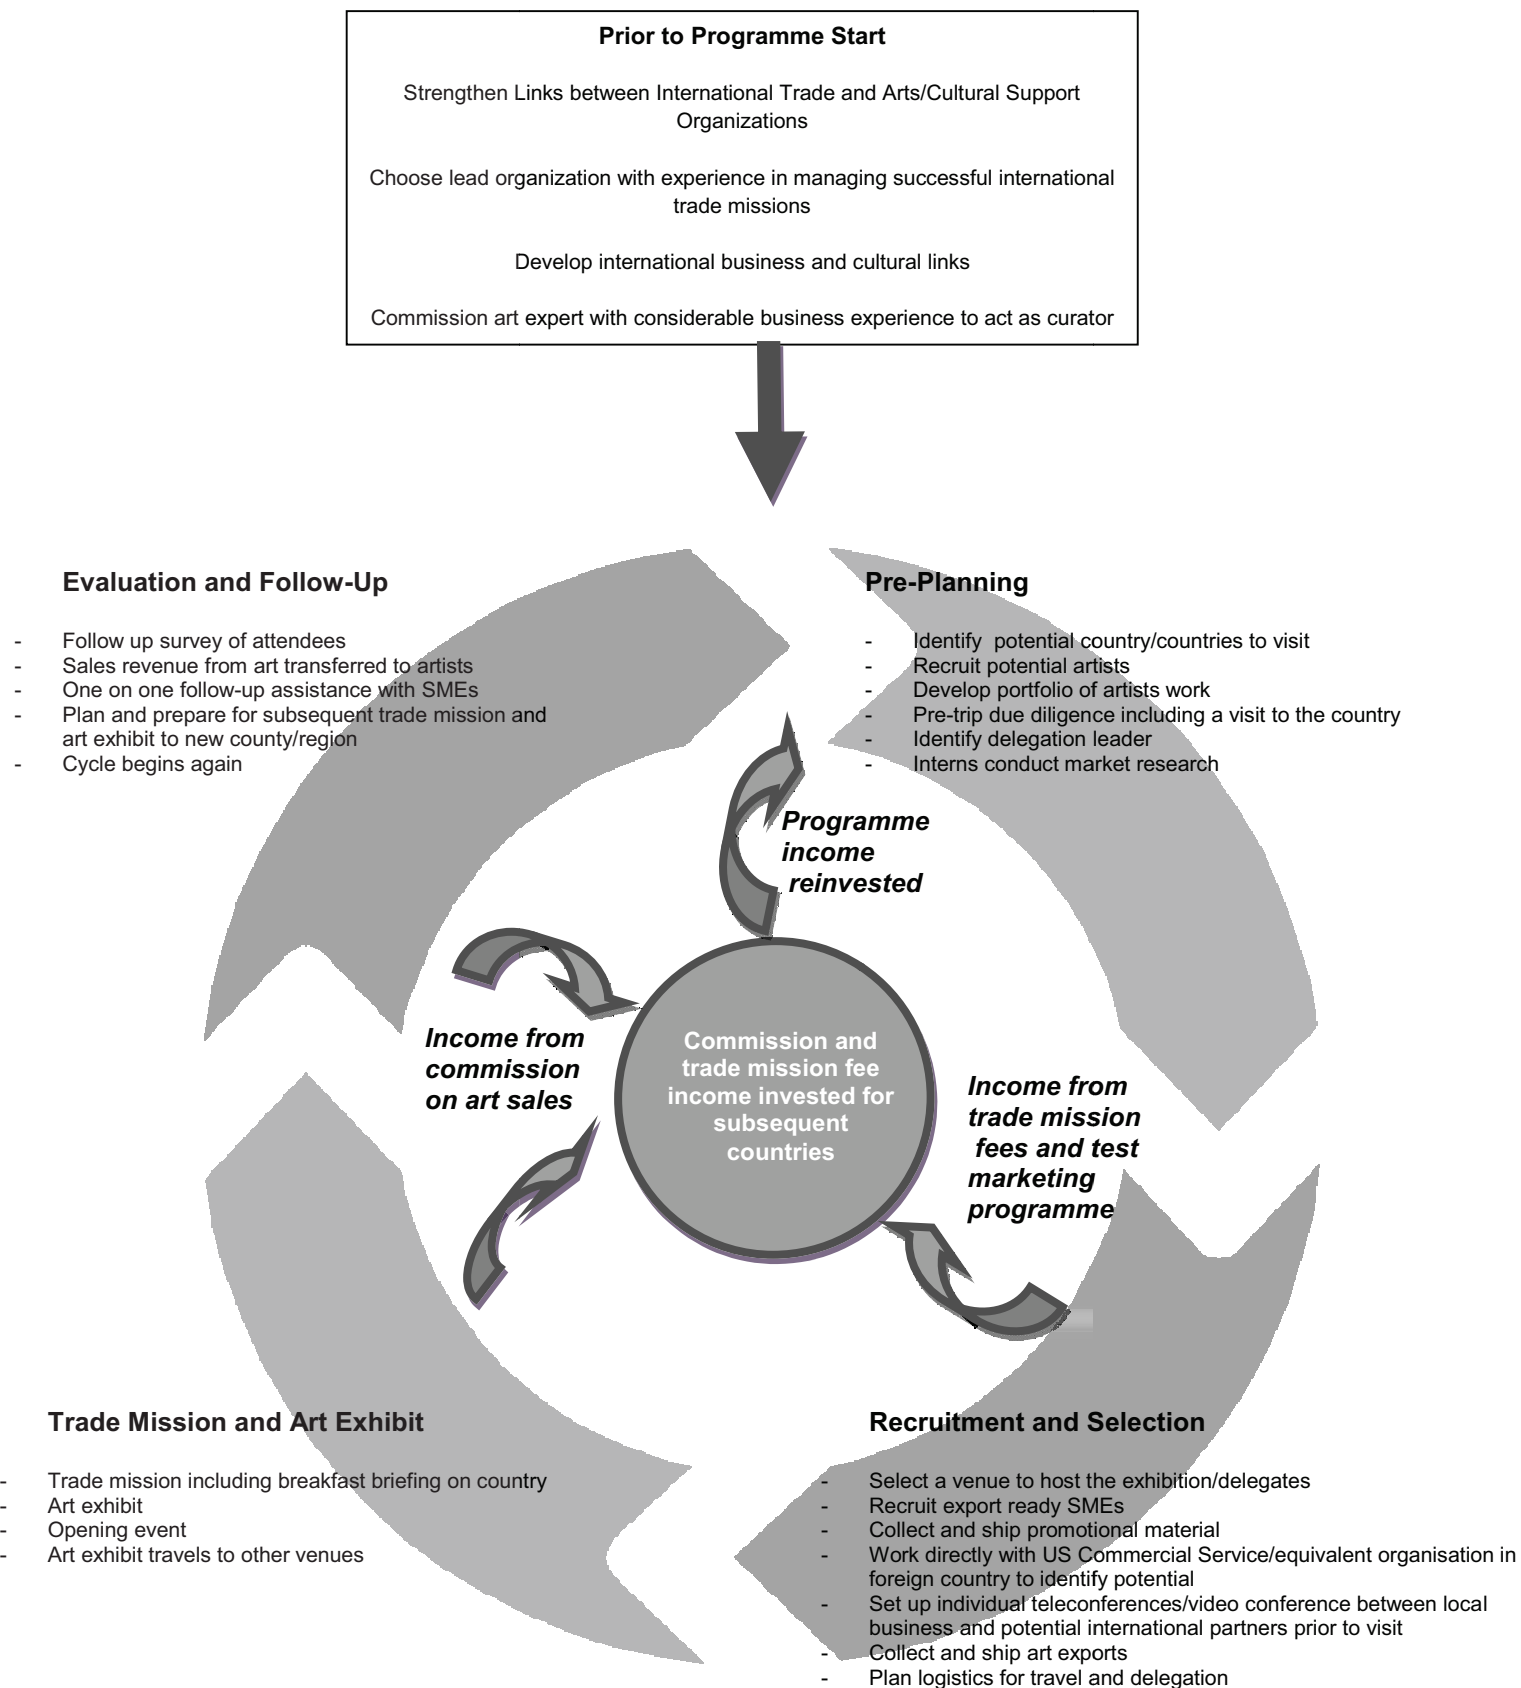 Prior to Programme Start
Strengthen Links between International Trade and Arts/Cultural Support
Organizations
Choose lead organization with experience in managing successful international
trade missions
Develop international business and cultural links
Commission art expert with considerable business experience to act as curator
Evaluation and Follow-Up
- Follow up survey of attendees
- Sales revenue from art transferred to artists
- One on one follow-up assistance with SMEs
- Plan and prepare for subsequent trade mission and
art exhibit to new county/region
- Cycle begins again
Pre-Planning
- Identify potential country/countries to visit
- Recruit potential artists
- Develop portfolio of artists work
- Pre-trip due diligence including a visit to the country
- Identify delegation leader
- Interns conduct market research
Programme
income
reinvested
Income from
commission
on art sales
Commission and
trade mission fee
income invested for
subsequent
countries
Income from
trade mission
fees and test
marketing
programme
Trade Mission and Art Exhibit
- Trade mission including breakfast briefing on country
- Art exhibit
- Opening event
- Art exhibit travels to other venues
Recruitment and Selection
- Select a venue to host the exhibition/delegates
- Recruit export ready SMEs
- Collect and ship promotional material
- Work directly with US Commercial Service/equivalent organisation in
foreign country to identify potential
- Set up individual teleconferences/video conference between local
business and potential international partners prior to visit
- Collect and ship art exports
- Plan logistics for travel and delegation